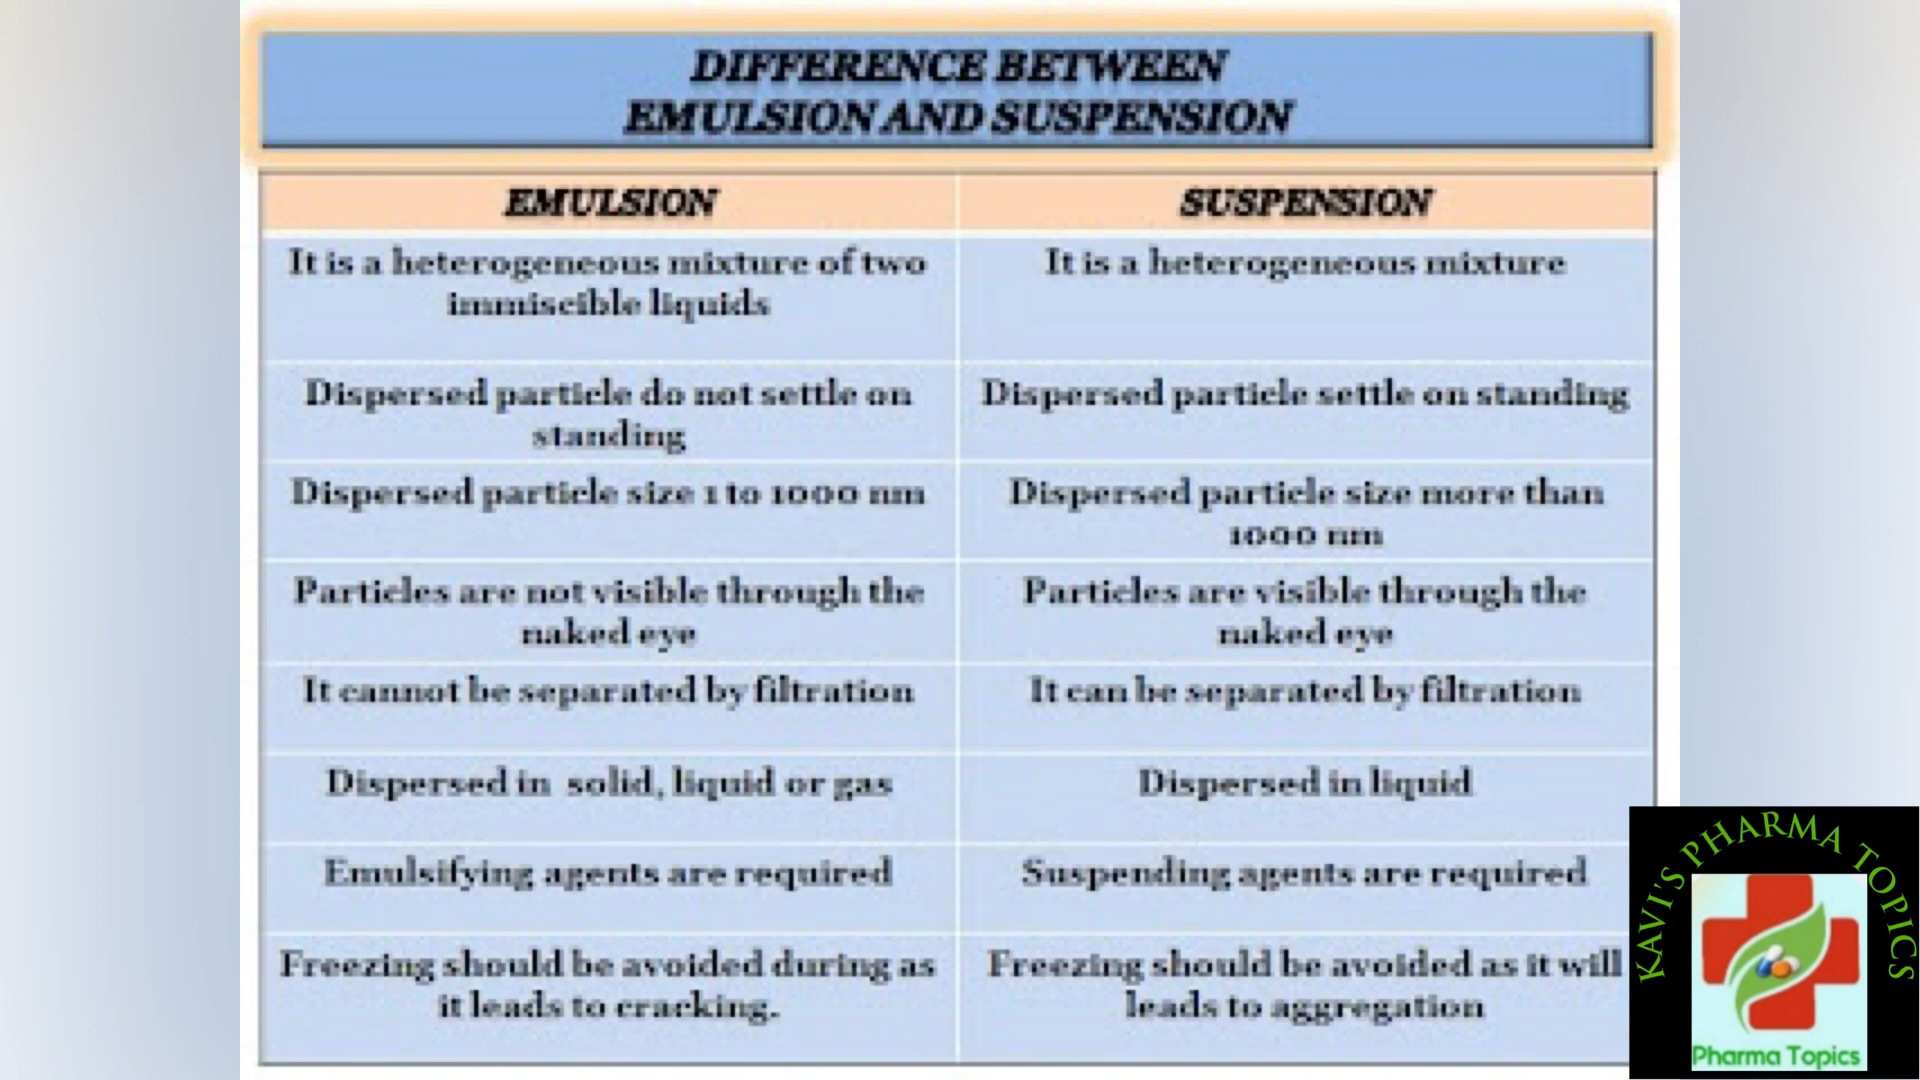 DIFFERENCE BETWEEN
EMULSION AND SUSPENSION
EMULSION
SUSPENSION
It is a heterogeneous mixture of two
immiscible liquids
It is a heterogeneous mixture
Dispersed particle do not settle on
standing
Dispersed particle settle on standing
Dispersed particle size 1 to 1000 nm
Dispersed particle size more than
1000 nm
Particles are not visible through the
naked eye
Particles are visible through the
naked eye
It cannot be separated by filtration
It can be separated by filtration
Dispersed in solid, liquid or gas
Dispersed in liquid
Emulsifying agents are required
Suspending agents are required
Freezing should be avoided during as
it leads to cracking.
Freezing should be avoided as it will
leads to aggregation
KAVI'S PHARMA TOPICS
Pharma Topics